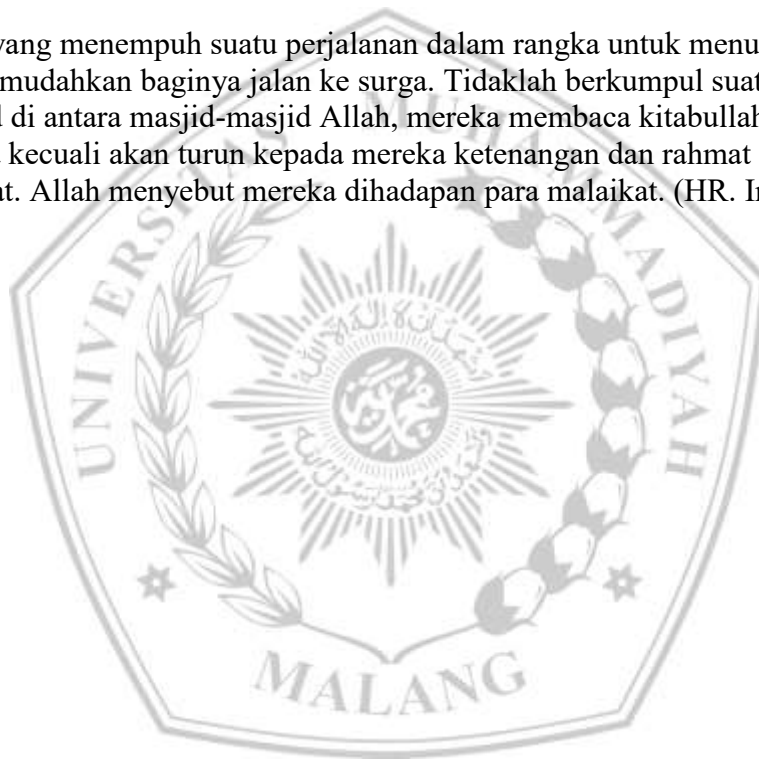 yang menempuh suatu perjalanan dalam rangka untuk menu
mudahkan baginya jalan ke surga. Tidaklah berkumpul suat
di antara masjid-masjid Allah, mereka membaca kitabullah
kecuali akan turun kepada mereka ketenangan dan rahmat
at. Allah menyebut mereka dihadapan para malaikat. (HR. I
UNIVERSITAS MUHAMMADIYAH
MALANG